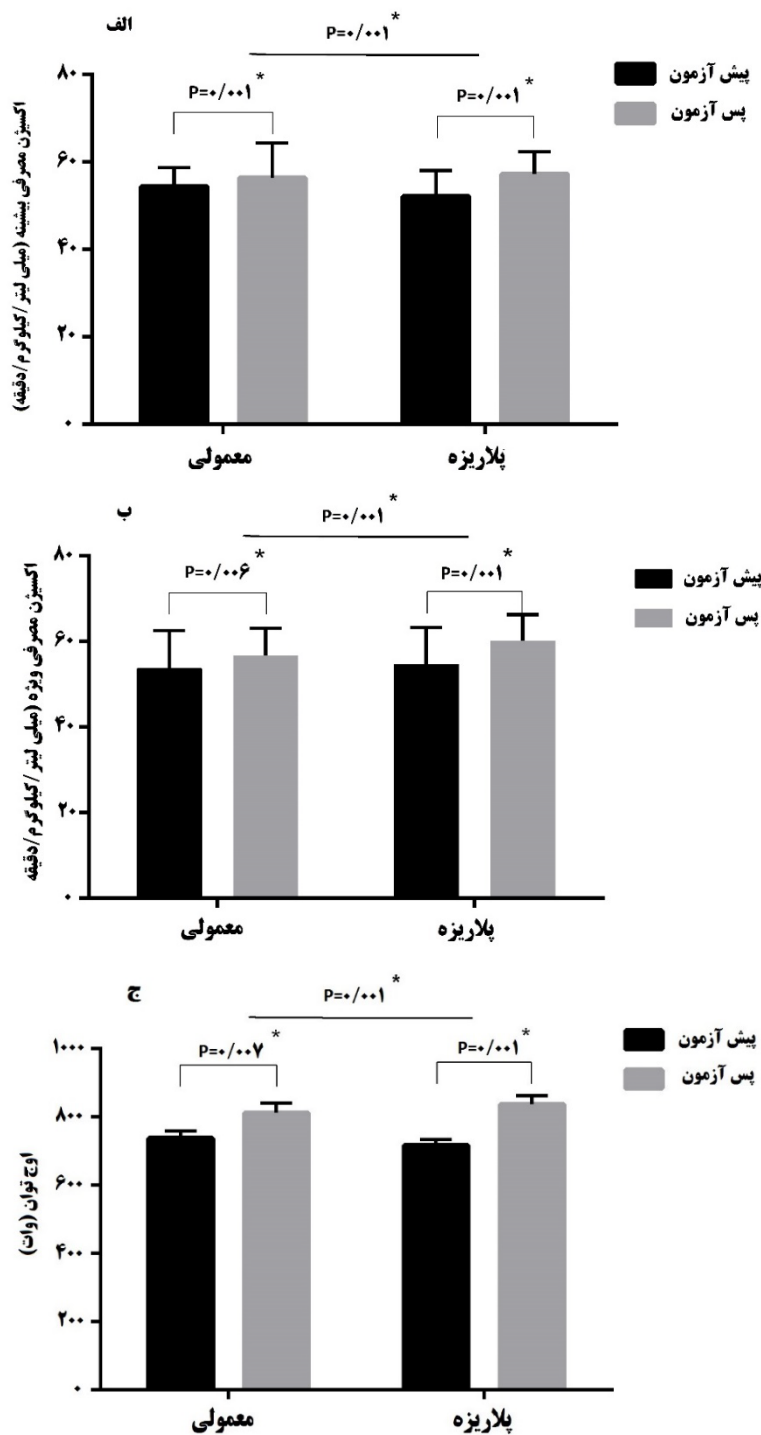 الف
P=۰/۰۰۱*
P=۰/۰۰۱*
P=۰/۰۰۱*
پیش آزمون
پس آزمون
اکسیژن مصرفی بیشینه (میلی لیتر/کیلوگرم/دقیقه)
۸۰
۶۰
۴۰
۲۰
۰
معمولی
پلاریزه
ب
P=۰/۰۰۱*
P=۰/۰۰۶*
P=۰/۰۰۱*
پیش آزمون
پس آزمون
اکسیژن مصرفی ویژه (میلی لیتر/کیلوگرم/دقیقه
۸۰
۶۰
۴۰
۲۰
۰
معمولی
پلاریزه
ج
P=۰/۰۰۱*
P=۰/۰۰۷*
P=۰/۰۰۱*
پیش آزمون
پس آزمون
اوج توان (وات)
۱۰۰۰
۸۰۰
۶۰۰
۴۰۰
۲۰۰
۰
معمولی
پلاریزه